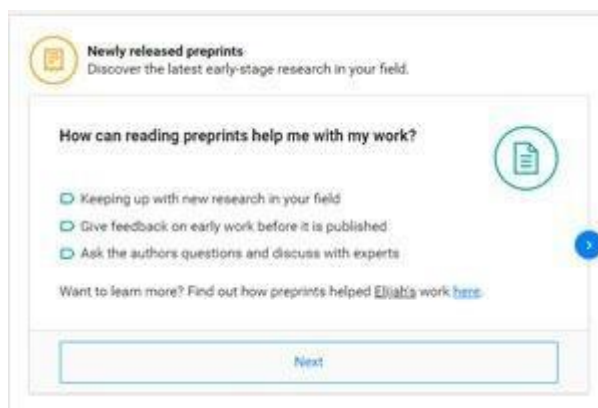 Newly released preprints
Discover the latest early-stage research in your field.
How can reading preprints help me with my work?
Keeping up with new research in your field
Give feedback on early work before it is published
Ask the authors questions and discuss with experts
Want to learn more? Find out how preprints helped Elijah's work here.
Next